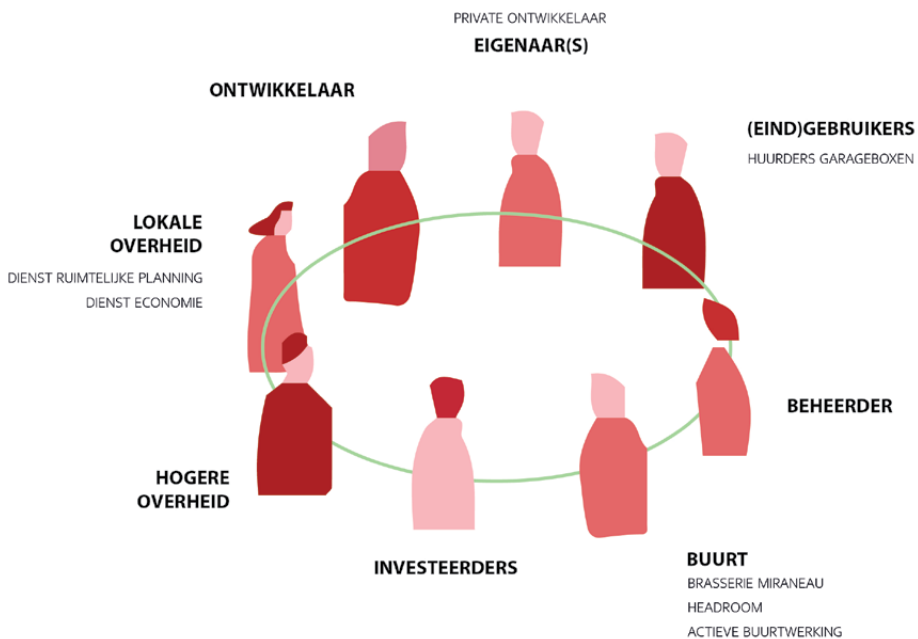 PRIVATE ONTWIKKELAAR
EIGENAAR(S)
ONTWIKKELAAR
(EIND)GEBRUIKERS
HUURDERS GARAGEBOXEN
LOKALE
OVERHEID
DIENST RUIMTELIJKE PLANNING
DIENST ECONOMIE
BEHEERDER
HOGERE
OVERHEID
INVESTEERDERS
BUURT
BRASSERIE MIRANEAU
HEADROOM
ACTIEVE BUURTWERKING